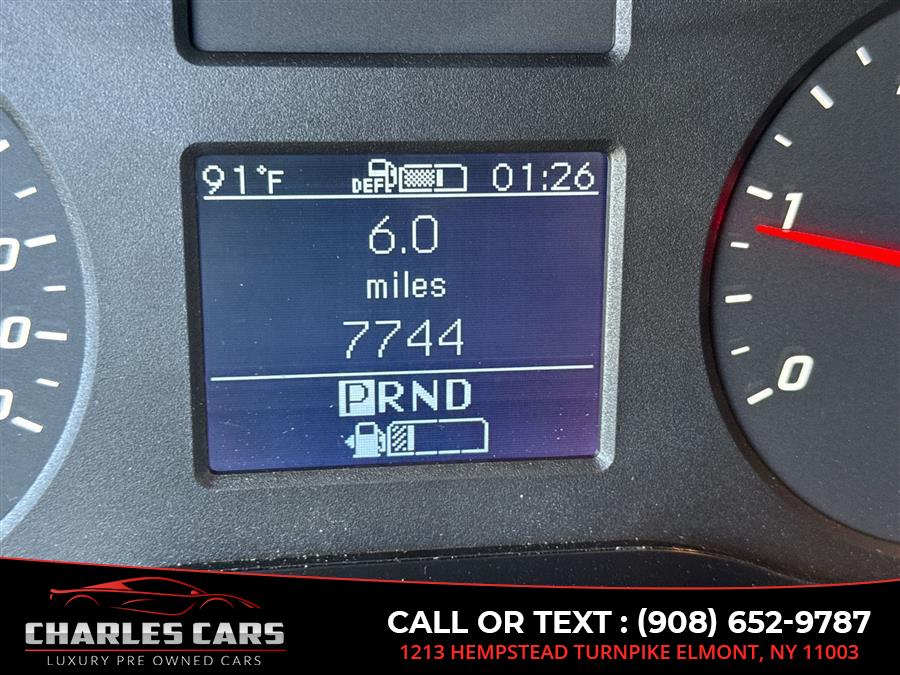 91°F DEF 01:26
6.0
miles
7744
PRND
1
0
0
CHARLES CARS
LUXURY PRE OWNED CARS
CALL OR TEXT : (908) 652-9787
1213 HEMPSTEAD TURNPIKE ELMONT, NY 11003